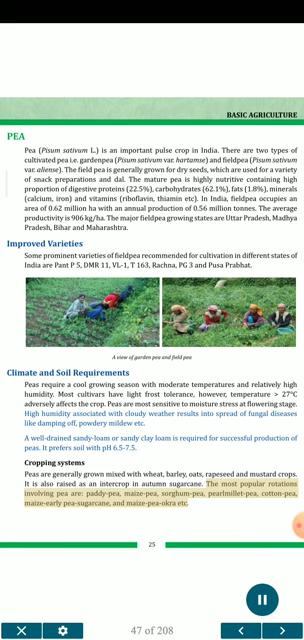 BASIC AGRICULTURE
PEA
Pea (Pisum sativum L.) is an important pulse crop in India. There are two types of
cultivated pea i.e. gardenpea (Pisum sativum var. hartamse) and fieldpea (Pisum sativum
var. aliense). The field pea is generally grown for dry seeds, which are used for a variety
of snack preparations and dal. The mature pea is highly nutritive containing high
proportion of digestive proteins (22.5%), carbohydrates (62.1%), fats (1.8%), minerals
(calcium, iron) and vitamins (riboflavin, thiamin etc). In India, fieldpea occupies an
area of 0.62 million ha with an annual production of 0.56 million tonnes. The average
productivity is 906 kg/ha. The major fieldpea growing states are Uttar Pradesh, Madhya
Pradesh, Bihar and Maharashtra.
Improved Varieties
Some prominent varieties of fieldpea recommended for cultivation in different states of
India are Pant P 5, DMR 11, VL-1, T 163, Rachna, PG 3 and Pusa Prabhat.
A view of garden pea and field pea
Climate and Soil Requirements
Peas require a cool growing season with moderate temperatures and relatively high
humidity. Most cultivars have light frost tolerance, however, temperature > 27°C
adversely affects the crop. Peas are most sensitive to moisture stress at flowering stage.
High humidity associated with cloudy weather results into spread of fungal diseases
like damping off, powdery mildew etc.
A well-drained sandy-loam or sandy clay loam is required for successful production of
peas. It prefers soil with pH 6.5-7.5.
Cropping systems
Peas are generally grown mixed with wheat, barley, oats, rapeseed and mustard crops.
It is also raised as an intercrop in autumn sugarcane. The most popular rotations
involving pea are: paddy-pea, maize-pea, sorghum-pea, pearlmillet-pea, cotton-pea,
maize-early pea-sugarcane, and maize-pea-okra etc.
25
47 of 208